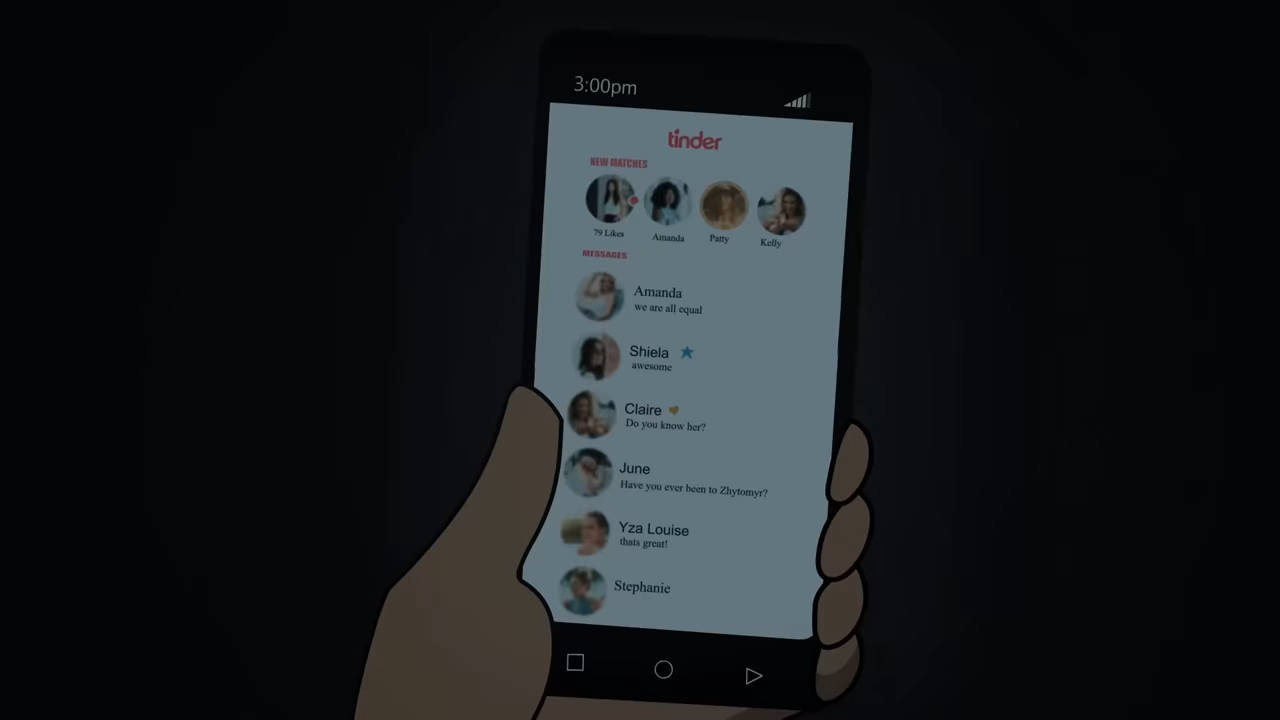 3:00pm
tinder
NEW MATCHES
79 Likes
Amanda
Patty
Kelly
MESSAGES
Amanda
we are all equal
Shiela
awesome
Claire
Do you know her?
June
Have you ever been to Zhytomyr?
Yza Louise
thats great!
Stephanie